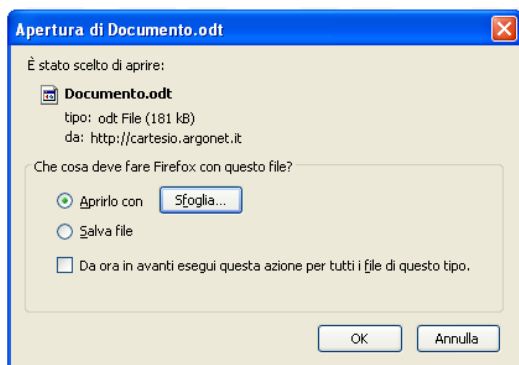 Apertura di Documento.odt
È stato scelto di aprire:
Documento.odt
tipo: odt File (181 kB)
da: http://cartesio.argonet.it
Che cosa deve fare Firefox con questo file?
Aprirlo con Sfoglia...
Salva file
Da ora in avanti esegui questa azione per tutti i file di questo tipo.
OK Annulla